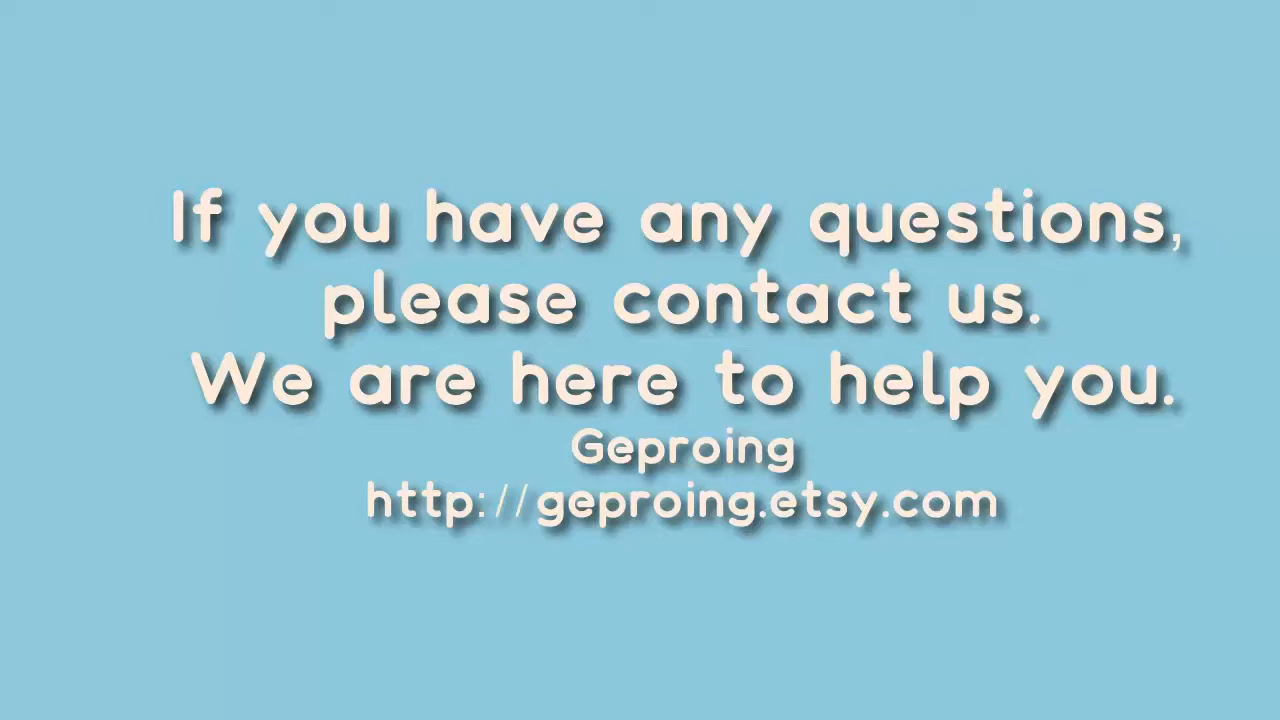 If you have any questions,
please contact us.
We are here to help you.
Geproing
http://geproing.etsy.com